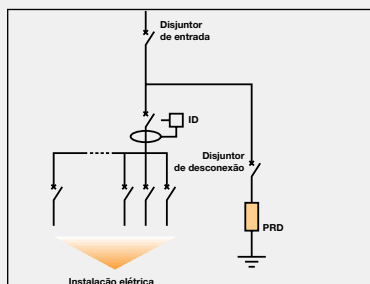 Disjuntor
de entrada
ID
Disjuntor
de desconexão
PRD
Instalação elétrica